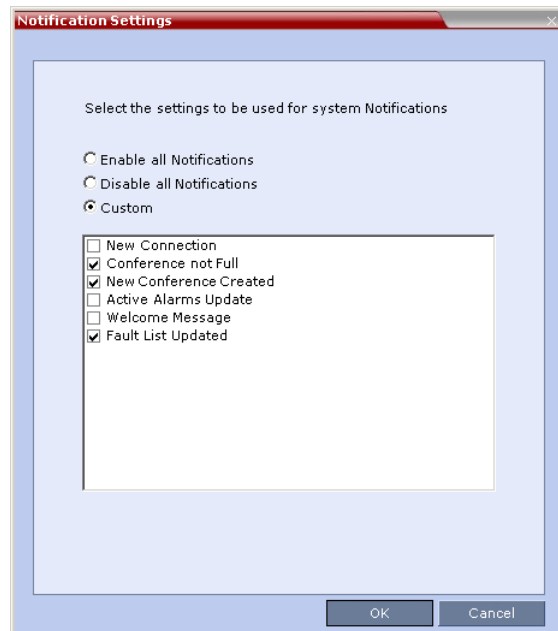 Notification Settings
Select the settings to be used for system Notifications
Enable all Notifications
Disable all Notifications
Custom
New Connection
Conference not Full
New Conference Created
Active Alarms Update
Welcome Message
Fault List Updated
OK Cancel